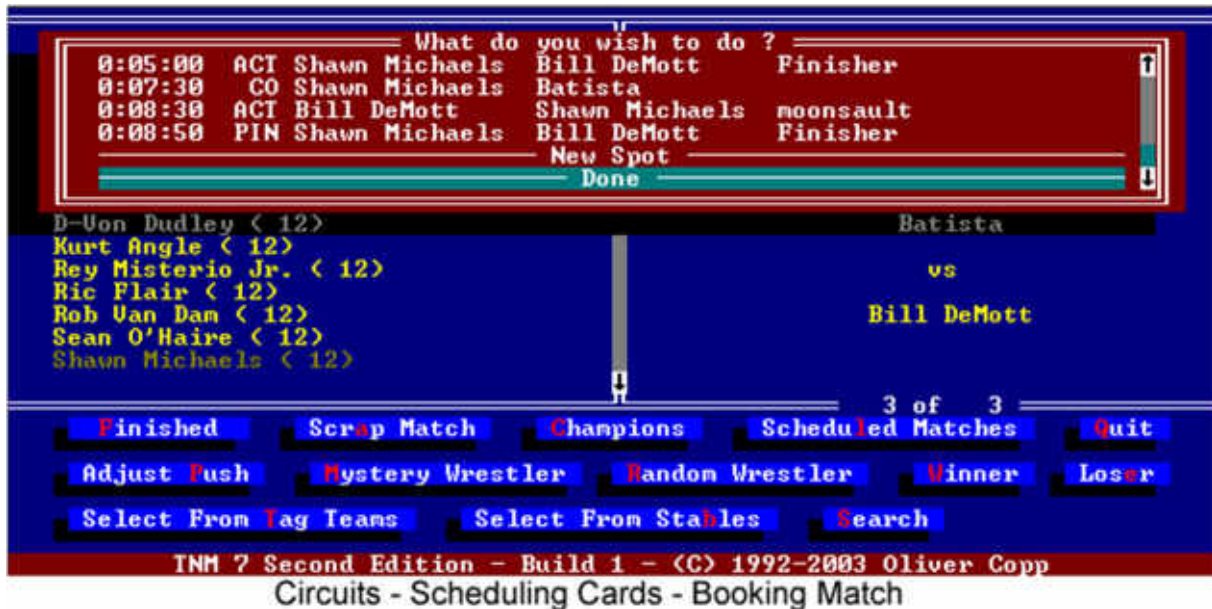 What do you wish to do ?
0:05:00 ACT Shawn Michaels Bill DeMott Finisher
0:07:30 CO Shawn Michaels Batista
0:08:30 ACT Bill DeMott Shawn Michaels moonsault
0:08:50 PIN Shawn Michaels Bill DeMott Finisher
New Spot
Done
D-Von Dudley ( 12) Batista
Kurt Angle ( 12)
Rey Misterio Jr. ( 12) vs
Ric Flair ( 12)
Rob Van Dam ( 12) Bill DeMott
Sean O'Haire ( 12)
Shawn Michaels ( 12)
3 of 3
Finished Scrap Match Champions Scheduled Matches Quit
Adjust Push Mystery Wrestler Random Wrestler Winner Loser
Select From Tag Teams Select From Stables Search
TNM 7 Second Edition - Build 1 - (C) 1992-2003 Oliver Copp
Circuits - Scheduling Cards - Booking Match